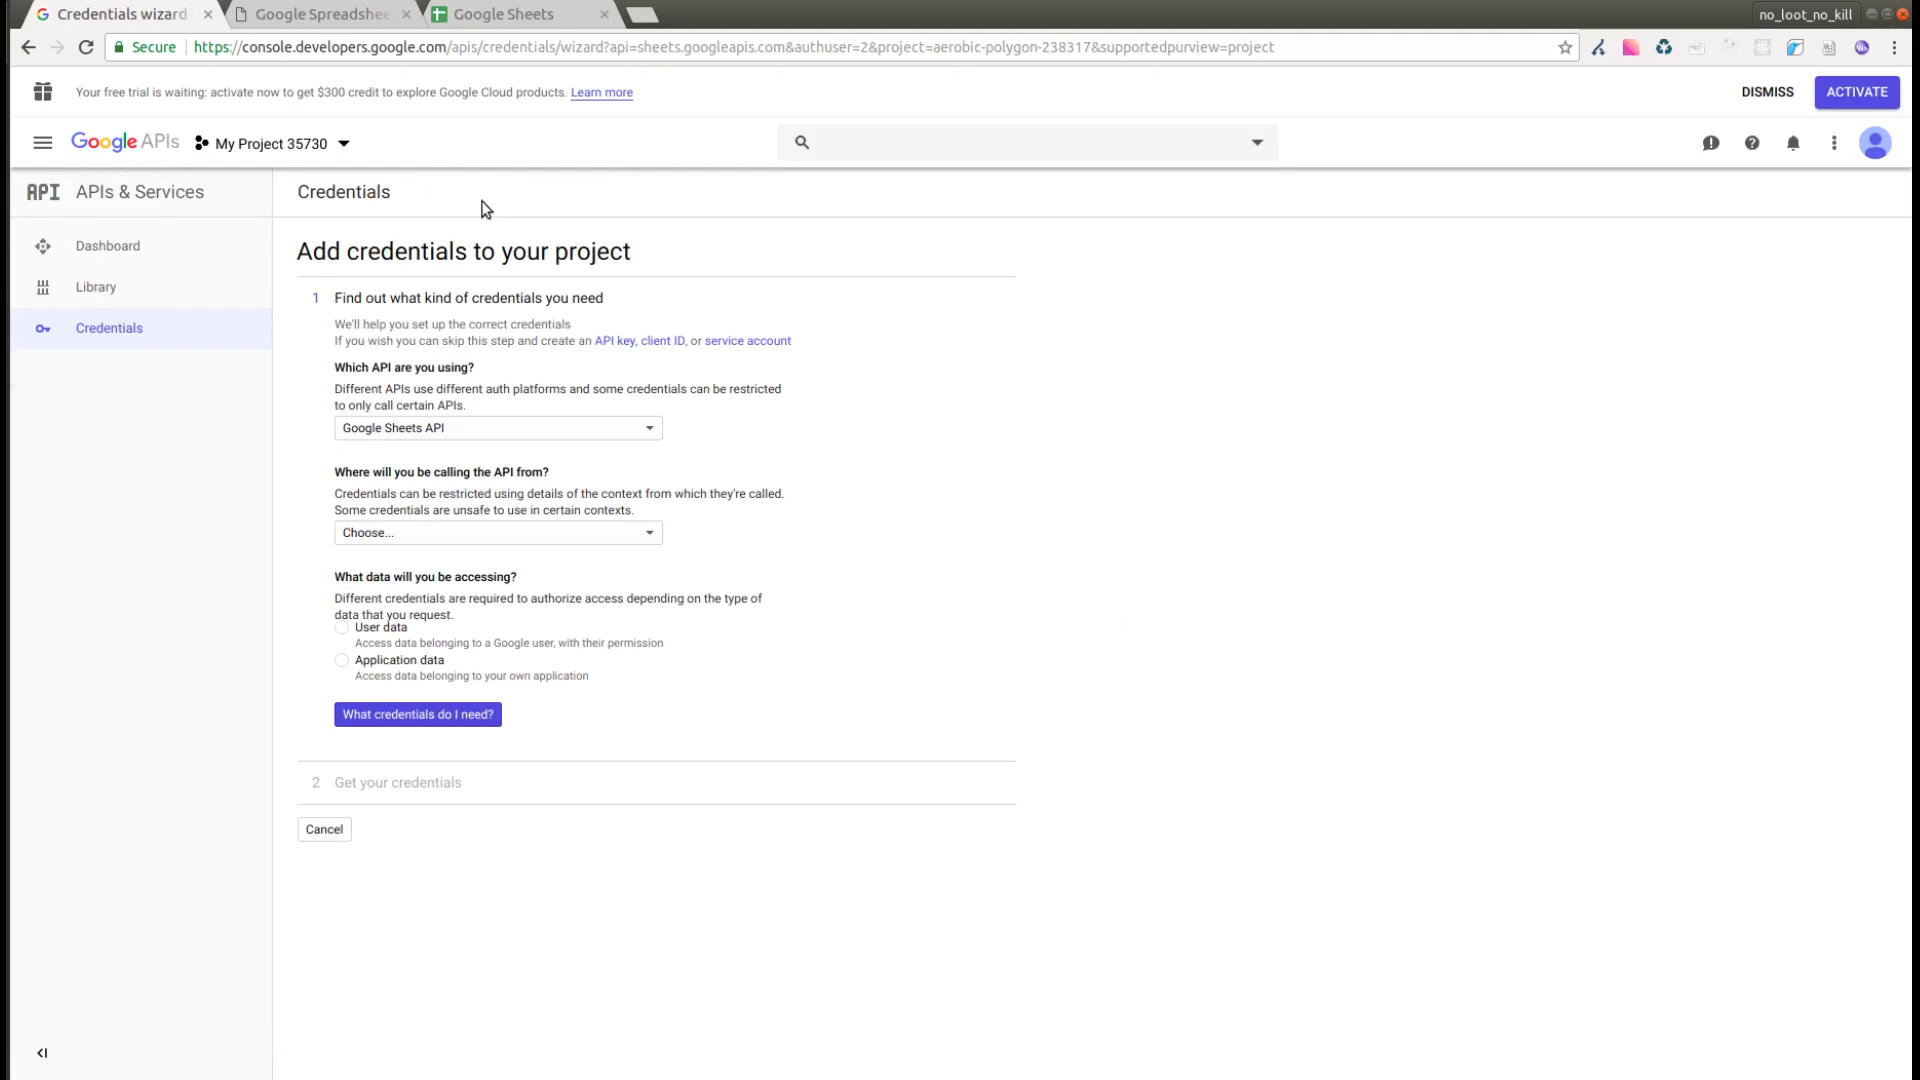 Credentials wizard
Google Spreadshee
Google Sheets
no_loot_no_kill
Secure
https://console.developers.google.com/apis/credentials/wizard?api=sheets.googleapis.com&authuser=2&project=aerobic-polygon-238317&supportedpurview=project
Your free trial is waiting: activate now to get $300 credit to explore Google Cloud products. Learn more
DISMISS
ACTIVATE
Google APIs
My Project 35730
API APIs & Services
Credentials
Dashboard
Library
Credentials
Add credentials to your project
1 Find out what kind of credentials you need
We'll help you set up the correct credentials
If you wish you can skip this step and create an API key, client ID, or service account
Which API are you using?
Different APIs use different auth platforms and some credentials can be restricted
to only call certain APIs.
Google Sheets API
Where will you be calling the API from?
Credentials can be restricted using details of the context from which they're called.
Some credentials are unsafe to use in certain contexts.
Choose...
What data will you be accessing?
Different credentials are required to authorize access depending on the type of
data that you request.
User data
Access data belonging to a Google user, with their permission
Application data
Access data belonging to your own application
What credentials do I need?
2 Get your credentials
Cancel